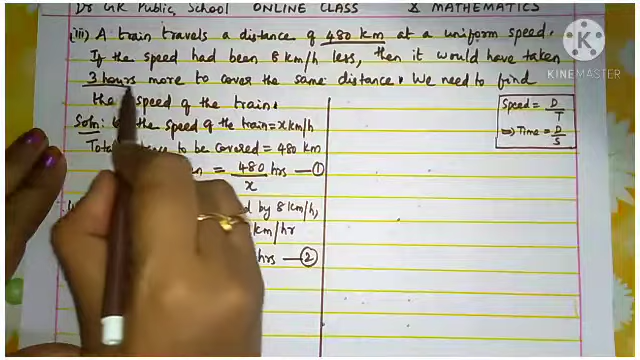 Dr GK Public School ONLINE CLASS X MATHEMATICS
(iii) A train travels a distance of 480 km at a uniform speed.
If the speed had been 8 km/h less, then it would have taken
3 hours more to cover the same distance. We need to find
the speed of the train.
Soln: the speed of the train = x km/h
to be covered = 480 km
= 480/x hrs — ①
by 8 km/h,
km/hr
hrs — ②
Speed = D/T
⇒ Time = D/S
KINEMASTER